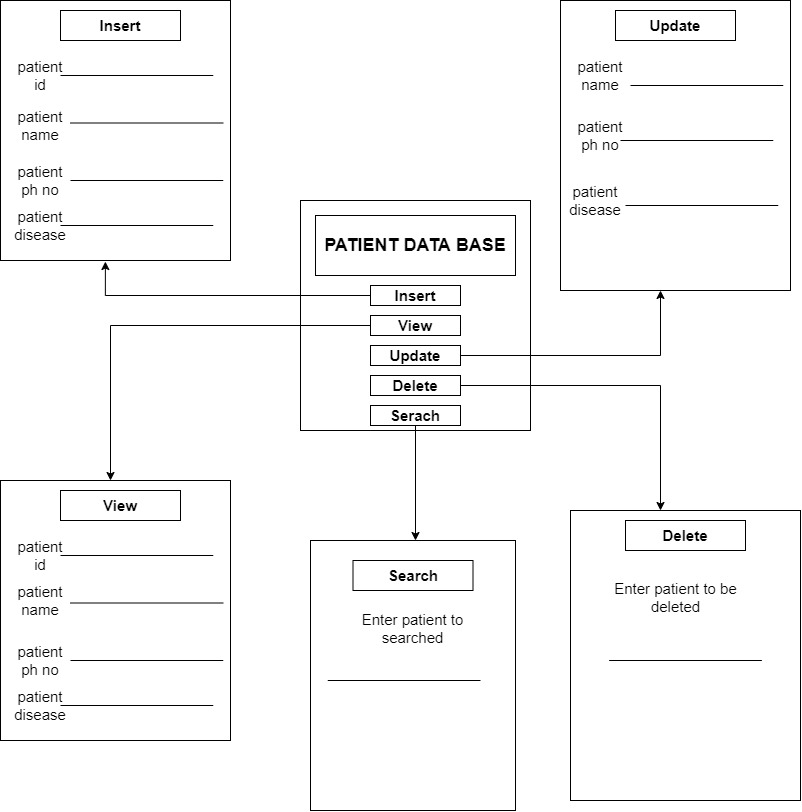 Insert
patient
id
patient
name
patient
ph no
patient
disease
Update
patient
name
patient
ph no
patient
disease
PATIENT DATA BASE
Insert
View
Update
Delete
Serach
View
patient
id
patient
name
patient
ph no
patient
disease
Search
Enter patient to
searched
Delete
Enter patient to be
deleted